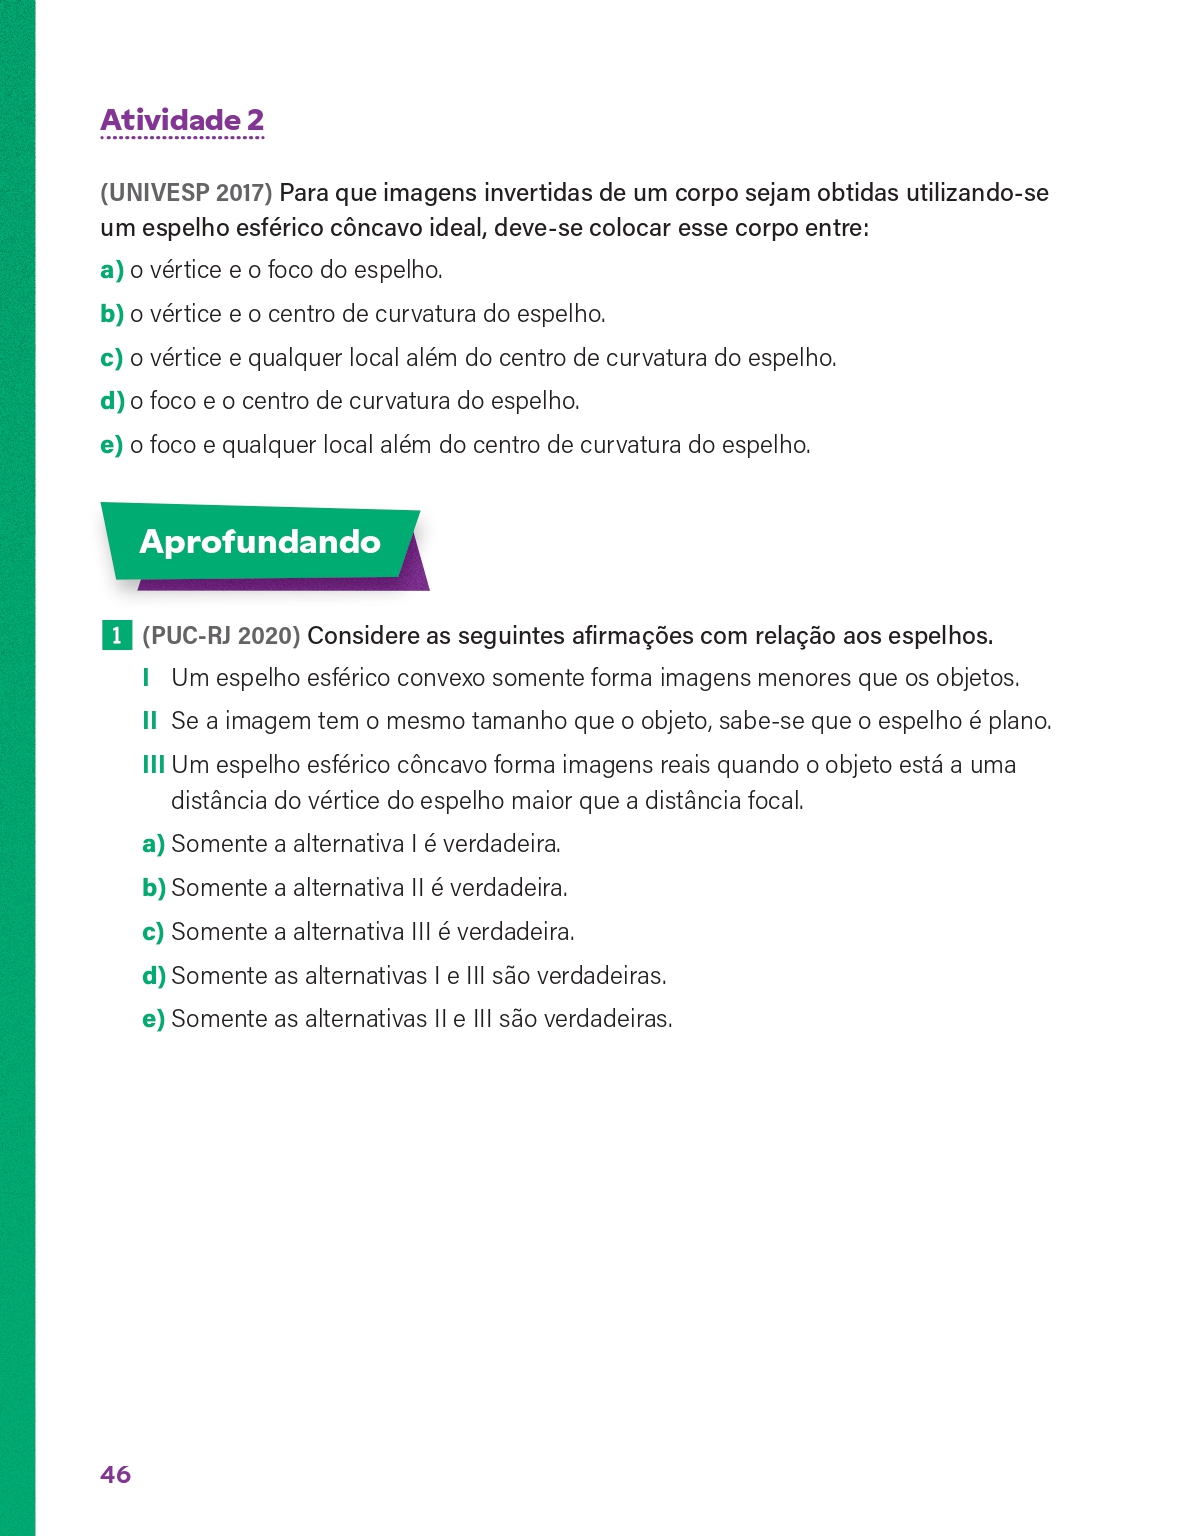 Atividade 2
(UNIVESP 2017) Para que imagens invertidas de um corpo sejam obtidas utilizando-se
um espelho esférico côncavo ideal, deve-se colocar esse corpo entre:
a) o vértice e o foco do espelho.
b) o vértice e o centro de curvatura do espelho.
c) o vértice e qualquer local além do centro de curvatura do espelho.
d) o foco e o centro de curvatura do espelho.
e) o foco e qualquer local além do centro de curvatura do espelho.
Aprofundando
1 (PUC-RJ 2020) Considere as seguintes afirmações com relação aos espelhos.
I Um espelho esférico convexo somente forma imagens menores que os objetos.
II Se a imagem tem o mesmo tamanho que o objeto, sabe-se que o espelho é plano.
III Um espelho esférico côncavo forma imagens reais quando o objeto está a uma
distância do vértice do espelho maior que a distância focal.
a) Somente a alternativa I é verdadeira.
b) Somente a alternativa II é verdadeira.
c) Somente a alternativa III é verdadeira.
d) Somente as alternativas I e III são verdadeiras.
e) Somente as alternativas II e III são verdadeiras.
46